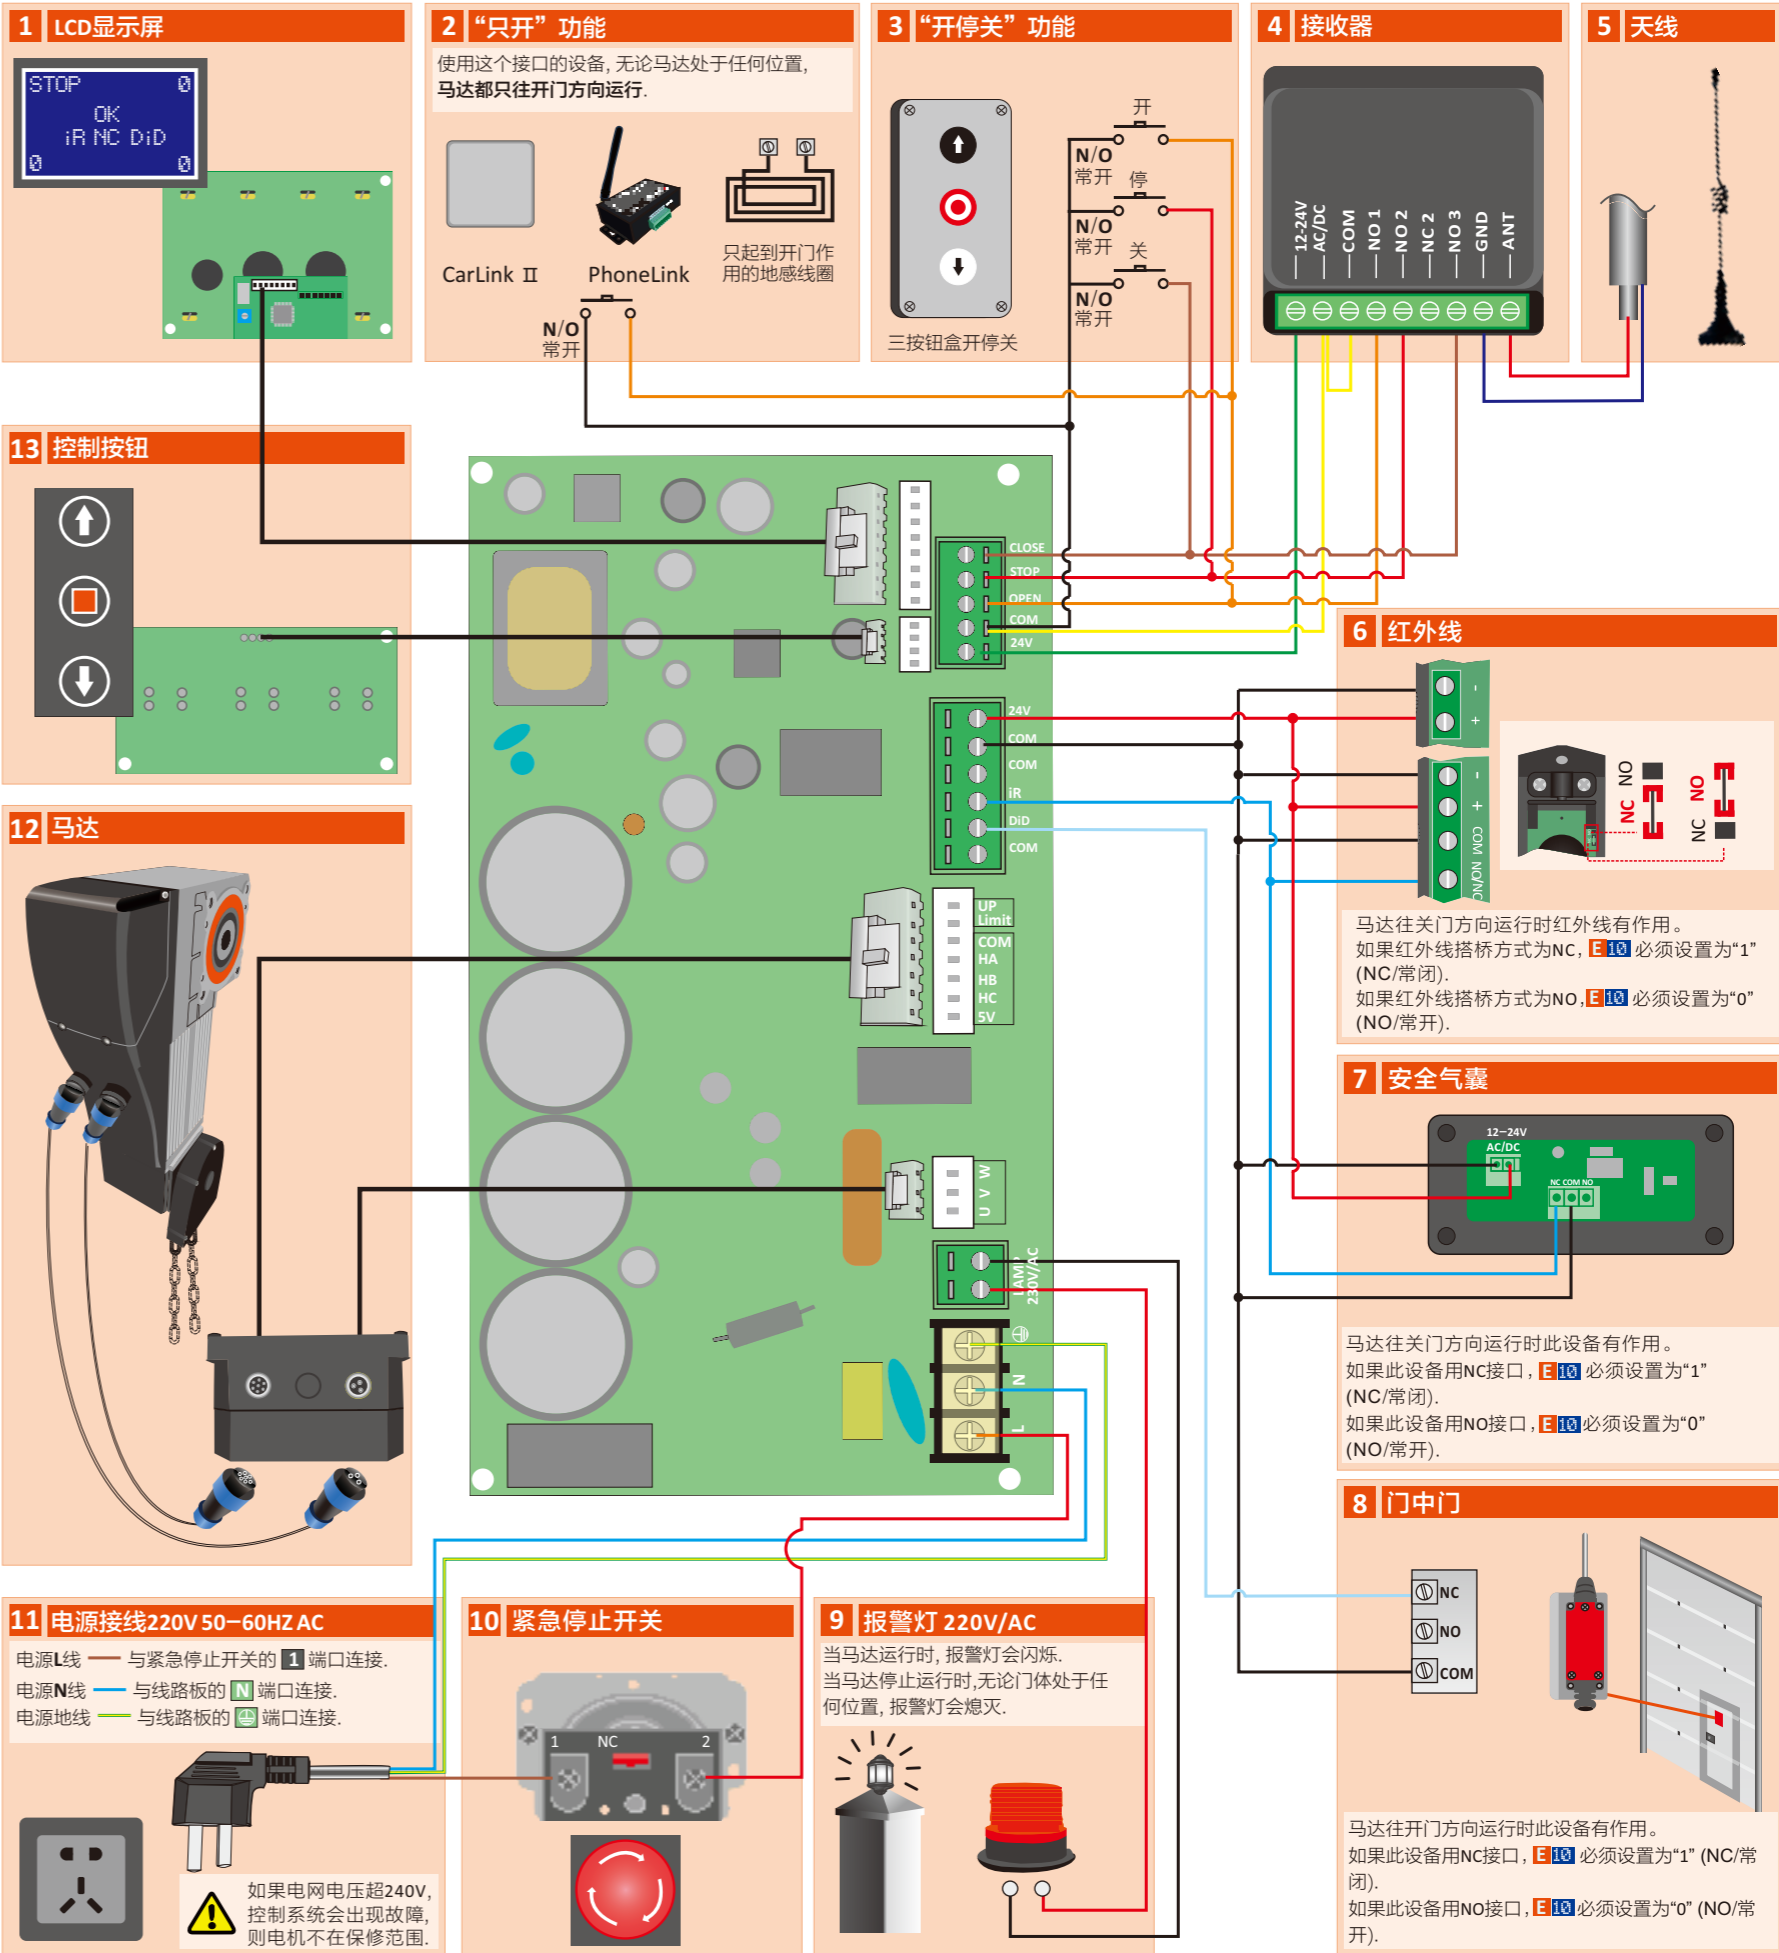 1 LCD显示屏
STOP 0
OK
iR NC DiD
0 0
2 “只开”功能
使用这个接口的设备, 无论马达处于任何位置,
马达都只往开门方向运行.
CarLink Ⅱ
PhoneLink
只起到开门作
用的地感线圈
N/O
常开
3 “开停关”功能
三按钮盒开停关
开
N/O
常开
停
N/O
常开
关
N/O
常开
4 接收器
12-24V
AC/DC
COM
NO 1
NO 2
NC 2
NO 3
GND
ANT
5 天线
13 控制按钮
CLOSE
STOP
OPEN
COM
24V
24V
COM
COM
iR
DiD
COM
UP
Limit
COM
HA
HB
HC
5V
U V W
LAMP
230V/AC
N
L
6 红外线
-
+
-
+
COM
NO/NC
NC NO
NC NO
马达往关门方向运行时红外线有作用。
如果红外线搭桥方式为NC, E10 必须设置为“1”
(NC/常闭).
如果红外线搭桥方式为NO, E10 必须设置为“0”
(NO/常开).
7 安全气囊
12—24V
AC/DC
NC COM NO
马达往关门方向运行时此设备有作用。
如果此设备用NC接口, E10 必须设置为“1”
(NC/常闭).
如果此设备用NO接口, E10 必须设置为“0”
(NO/常开).
8 门中门
NC
NO
COM
马达往开门方向运行时此设备有作用。
如果此设备用NC接口, E10 必须设置为“1” (NC/常
闭).
如果此设备用NO接口, E10 必须设置为“0” (NO/常
开).
12 马达
11 电源接线220V 50—60HZ AC
电源L线 与紧急停止开关的 1 端口连接.
电源N线 与线路板的 N 端口连接.
电源地线 与线路板的 端口连接.
如果电网电压超240V,
控制系统会出现故障,
则电机不在保修范围.
10 紧急停止开关
1 NC 2
9 报警灯 220V/AC
当马达运行时, 报警灯会闪烁.
当马达停止运行时,无论门体处于任
何位置, 报警灯会熄灭.